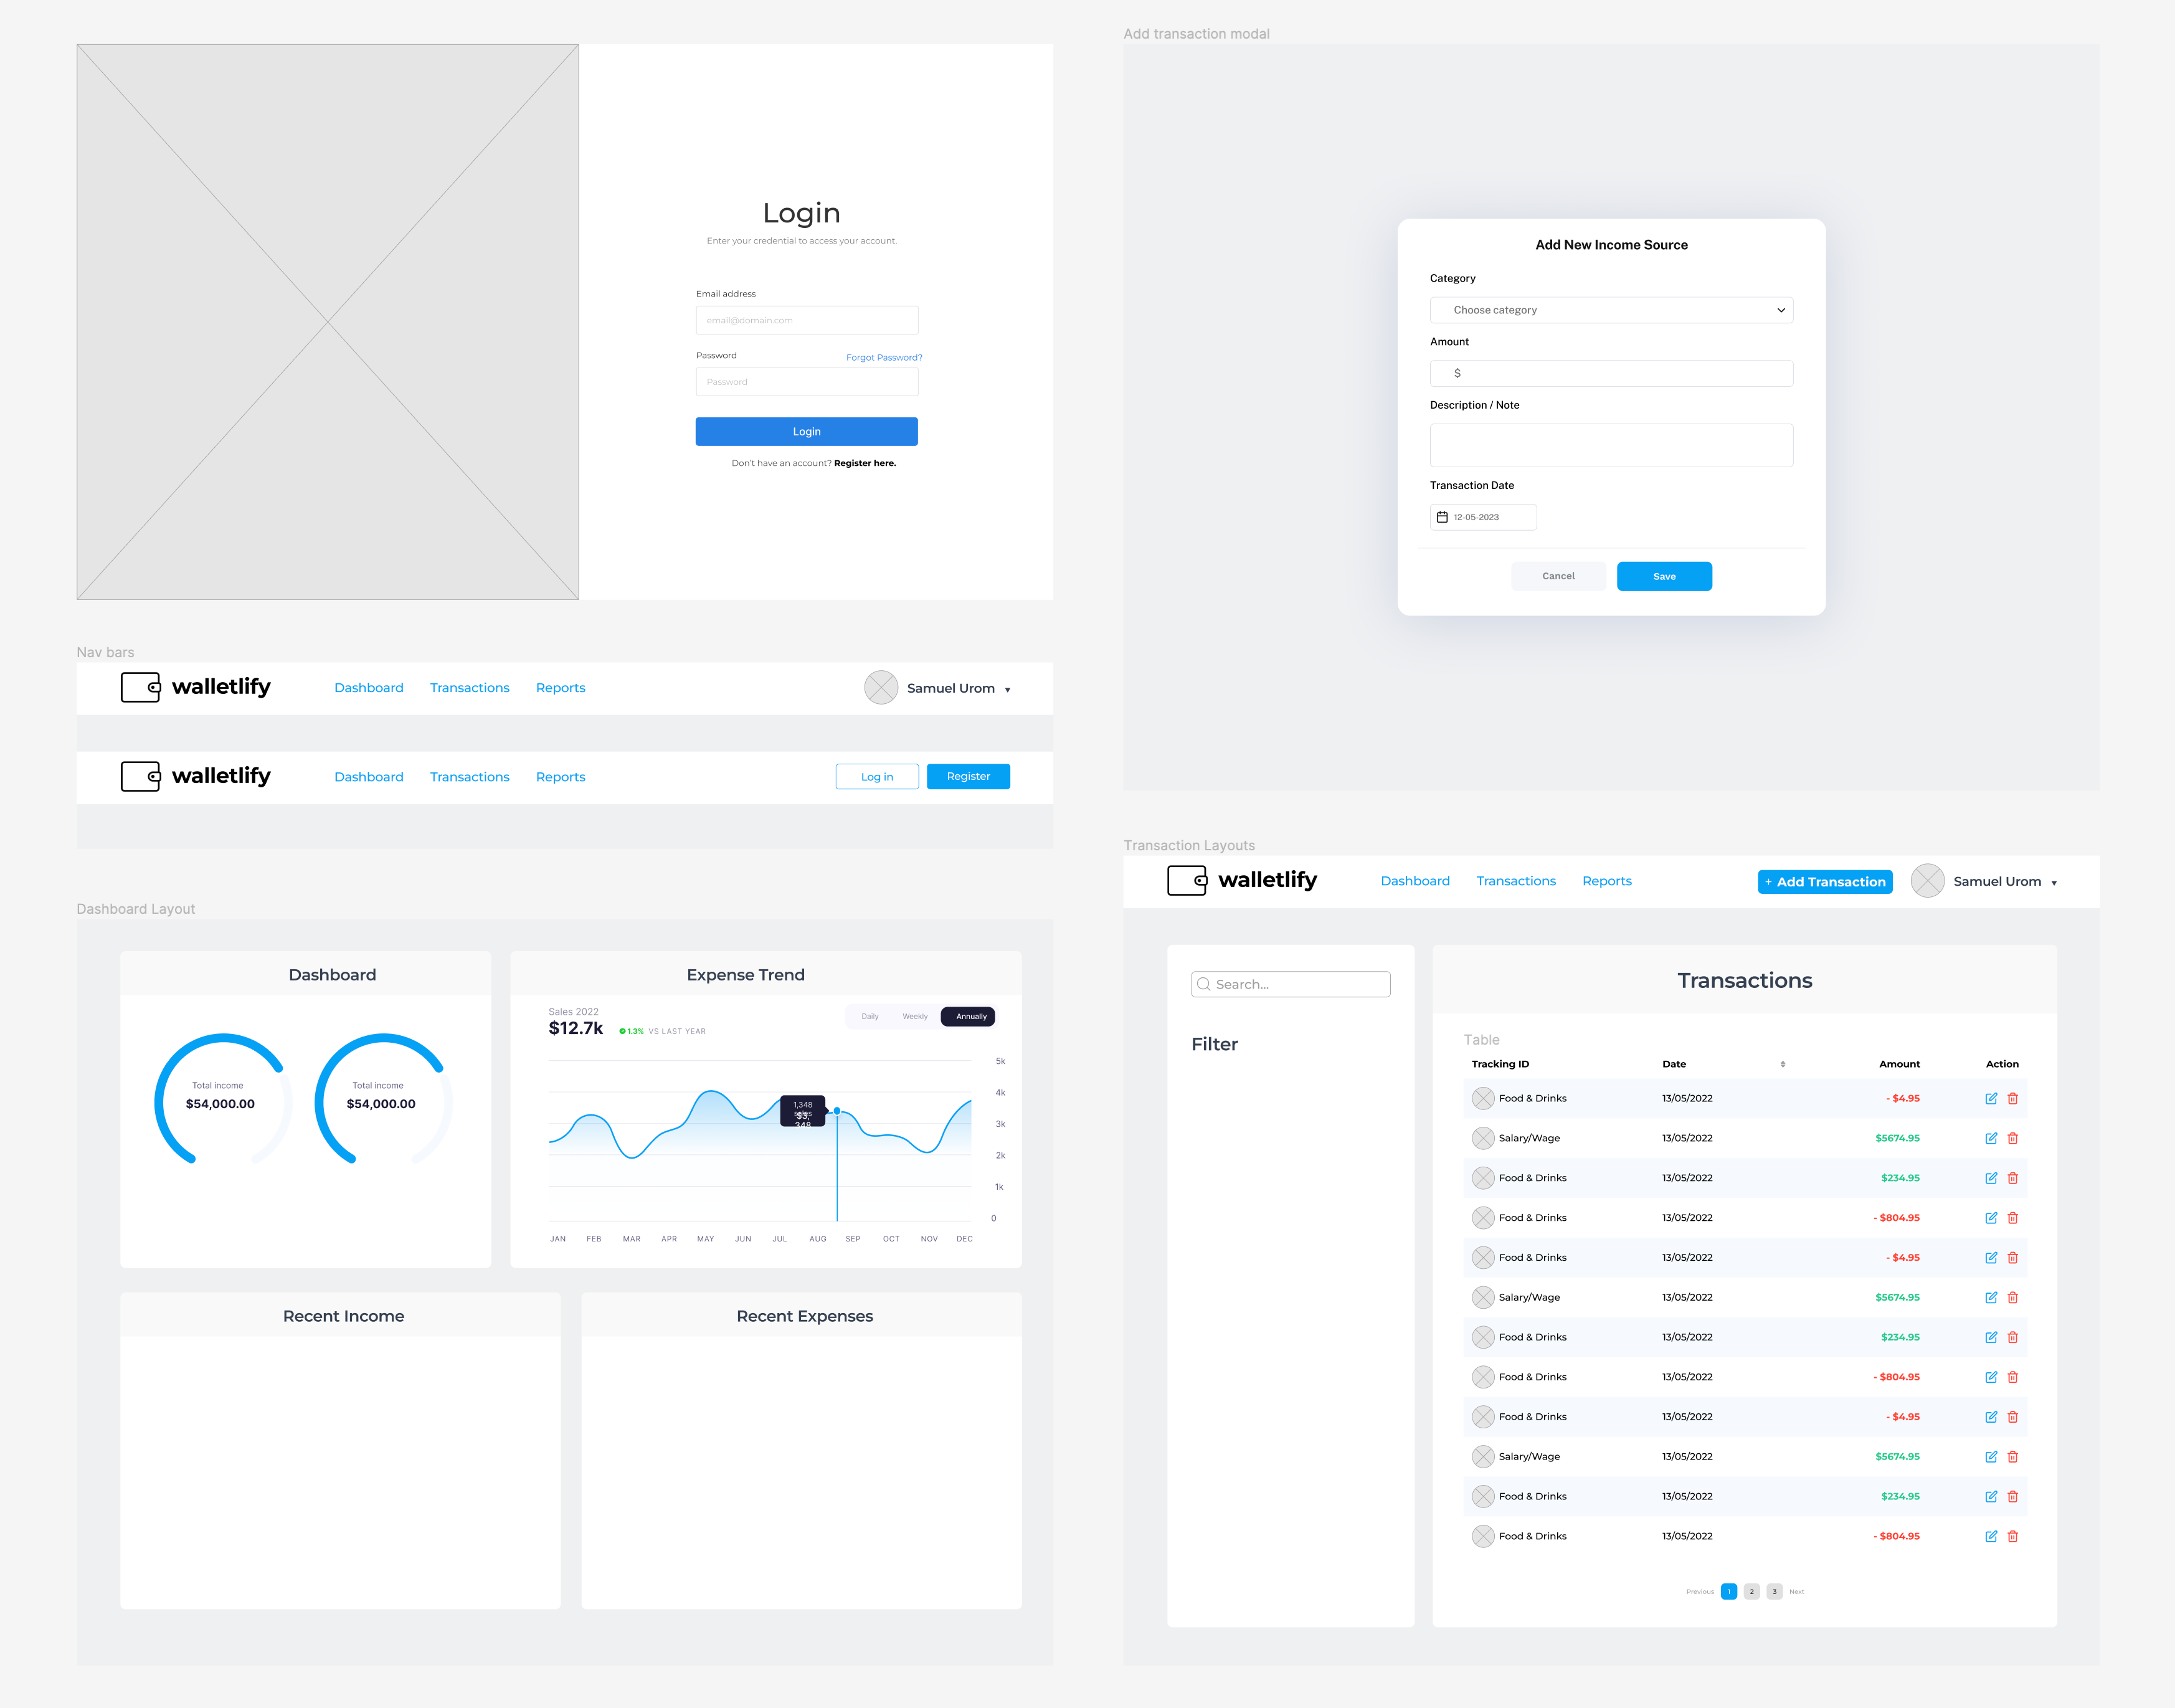 Login
Enter your credential to access your account.
Email address
email@domain.com
Password
Forgot Password?
Password
Login
Don't have an account? Register here.
Add transaction modal
Add New Income Source
Category
Choose category
Amount
$
Description / Note
Transaction Date
12-05-2023
Cancel
Save
Nav bars
walletlify
Dashboard
Transactions
Reports
Samuel Urom
walletlify
Dashboard
Transactions
Reports
Log in
Register
Dashboard Layout
Dashboard
Total income
$54,000.00
Total income
$54,000.00
Expense Trend
Sales 2022
$12.7k
1.3% VS LAST YEAR
Daily
Weekly
Annually
5k
4k
3k
2k
1k
0
1,348
sales
$3,
348
JAN
FEB
MAR
APR
MAY
JUN
JUL
AUG
SEP
OCT
NOV
DEC
Recent Income
Recent Expenses
Transaction Layouts
walletlify
Dashboard
Transactions
Reports
+ Add Transaction
Samuel Urom
Search...
Filter
Transactions
Table
Tracking ID Date Amount Action
Food & Drinks 13/05/2022 - $4.95
Salary/Wage 13/05/2022 $5674.95
Food & Drinks 13/05/2022 $234.95
Food & Drinks 13/05/2022 - $804.95
Food & Drinks 13/05/2022 - $4.95
Salary/Wage 13/05/2022 $5674.95
Food & Drinks 13/05/2022 $234.95
Food & Drinks 13/05/2022 - $804.95
Food & Drinks 13/05/2022 - $4.95
Salary/Wage 13/05/2022 $5674.95
Food & Drinks 13/05/2022 $234.95
Food & Drinks 13/05/2022 - $804.95
Previous 1 2 3 Next